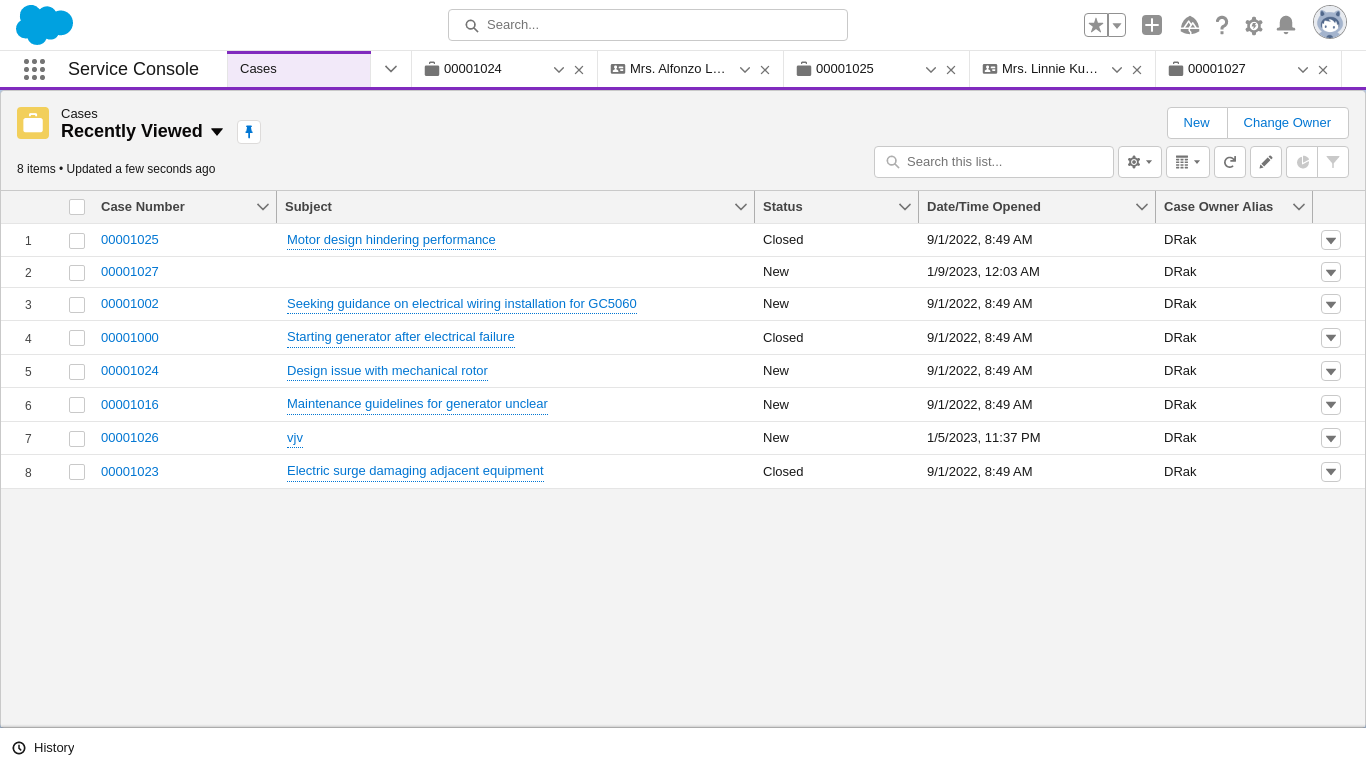 Search...
Service Console
Cases
00001024
Mrs. Alfonzo L…
00001025
Mrs. Linnie Ku…
00001027
Cases
Recently Viewed
New
Change Owner
8 items • Updated a few seconds ago
Search this list...
Case Number Subject Status Date/Time Opened Case Owner Alias
1 00001025 Motor design hindering performance Closed 9/1/2022, 8:49 AM DRak
2 00001027 New 1/9/2023, 12:03 AM DRak
3 00001002 Seeking guidance on electrical wiring installation for GC5060 New 9/1/2022, 8:49 AM DRak
4 00001000 Starting generator after electrical failure Closed 9/1/2022, 8:49 AM DRak
5 00001024 Design issue with mechanical rotor New 9/1/2022, 8:49 AM DRak
6 00001016 Maintenance guidelines for generator unclear New 9/1/2022, 8:49 AM DRak
7 00001026 vjv New 1/5/2023, 11:37 PM DRak
8 00001023 Electric surge damaging adjacent equipment Closed 9/1/2022, 8:49 AM DRak
History